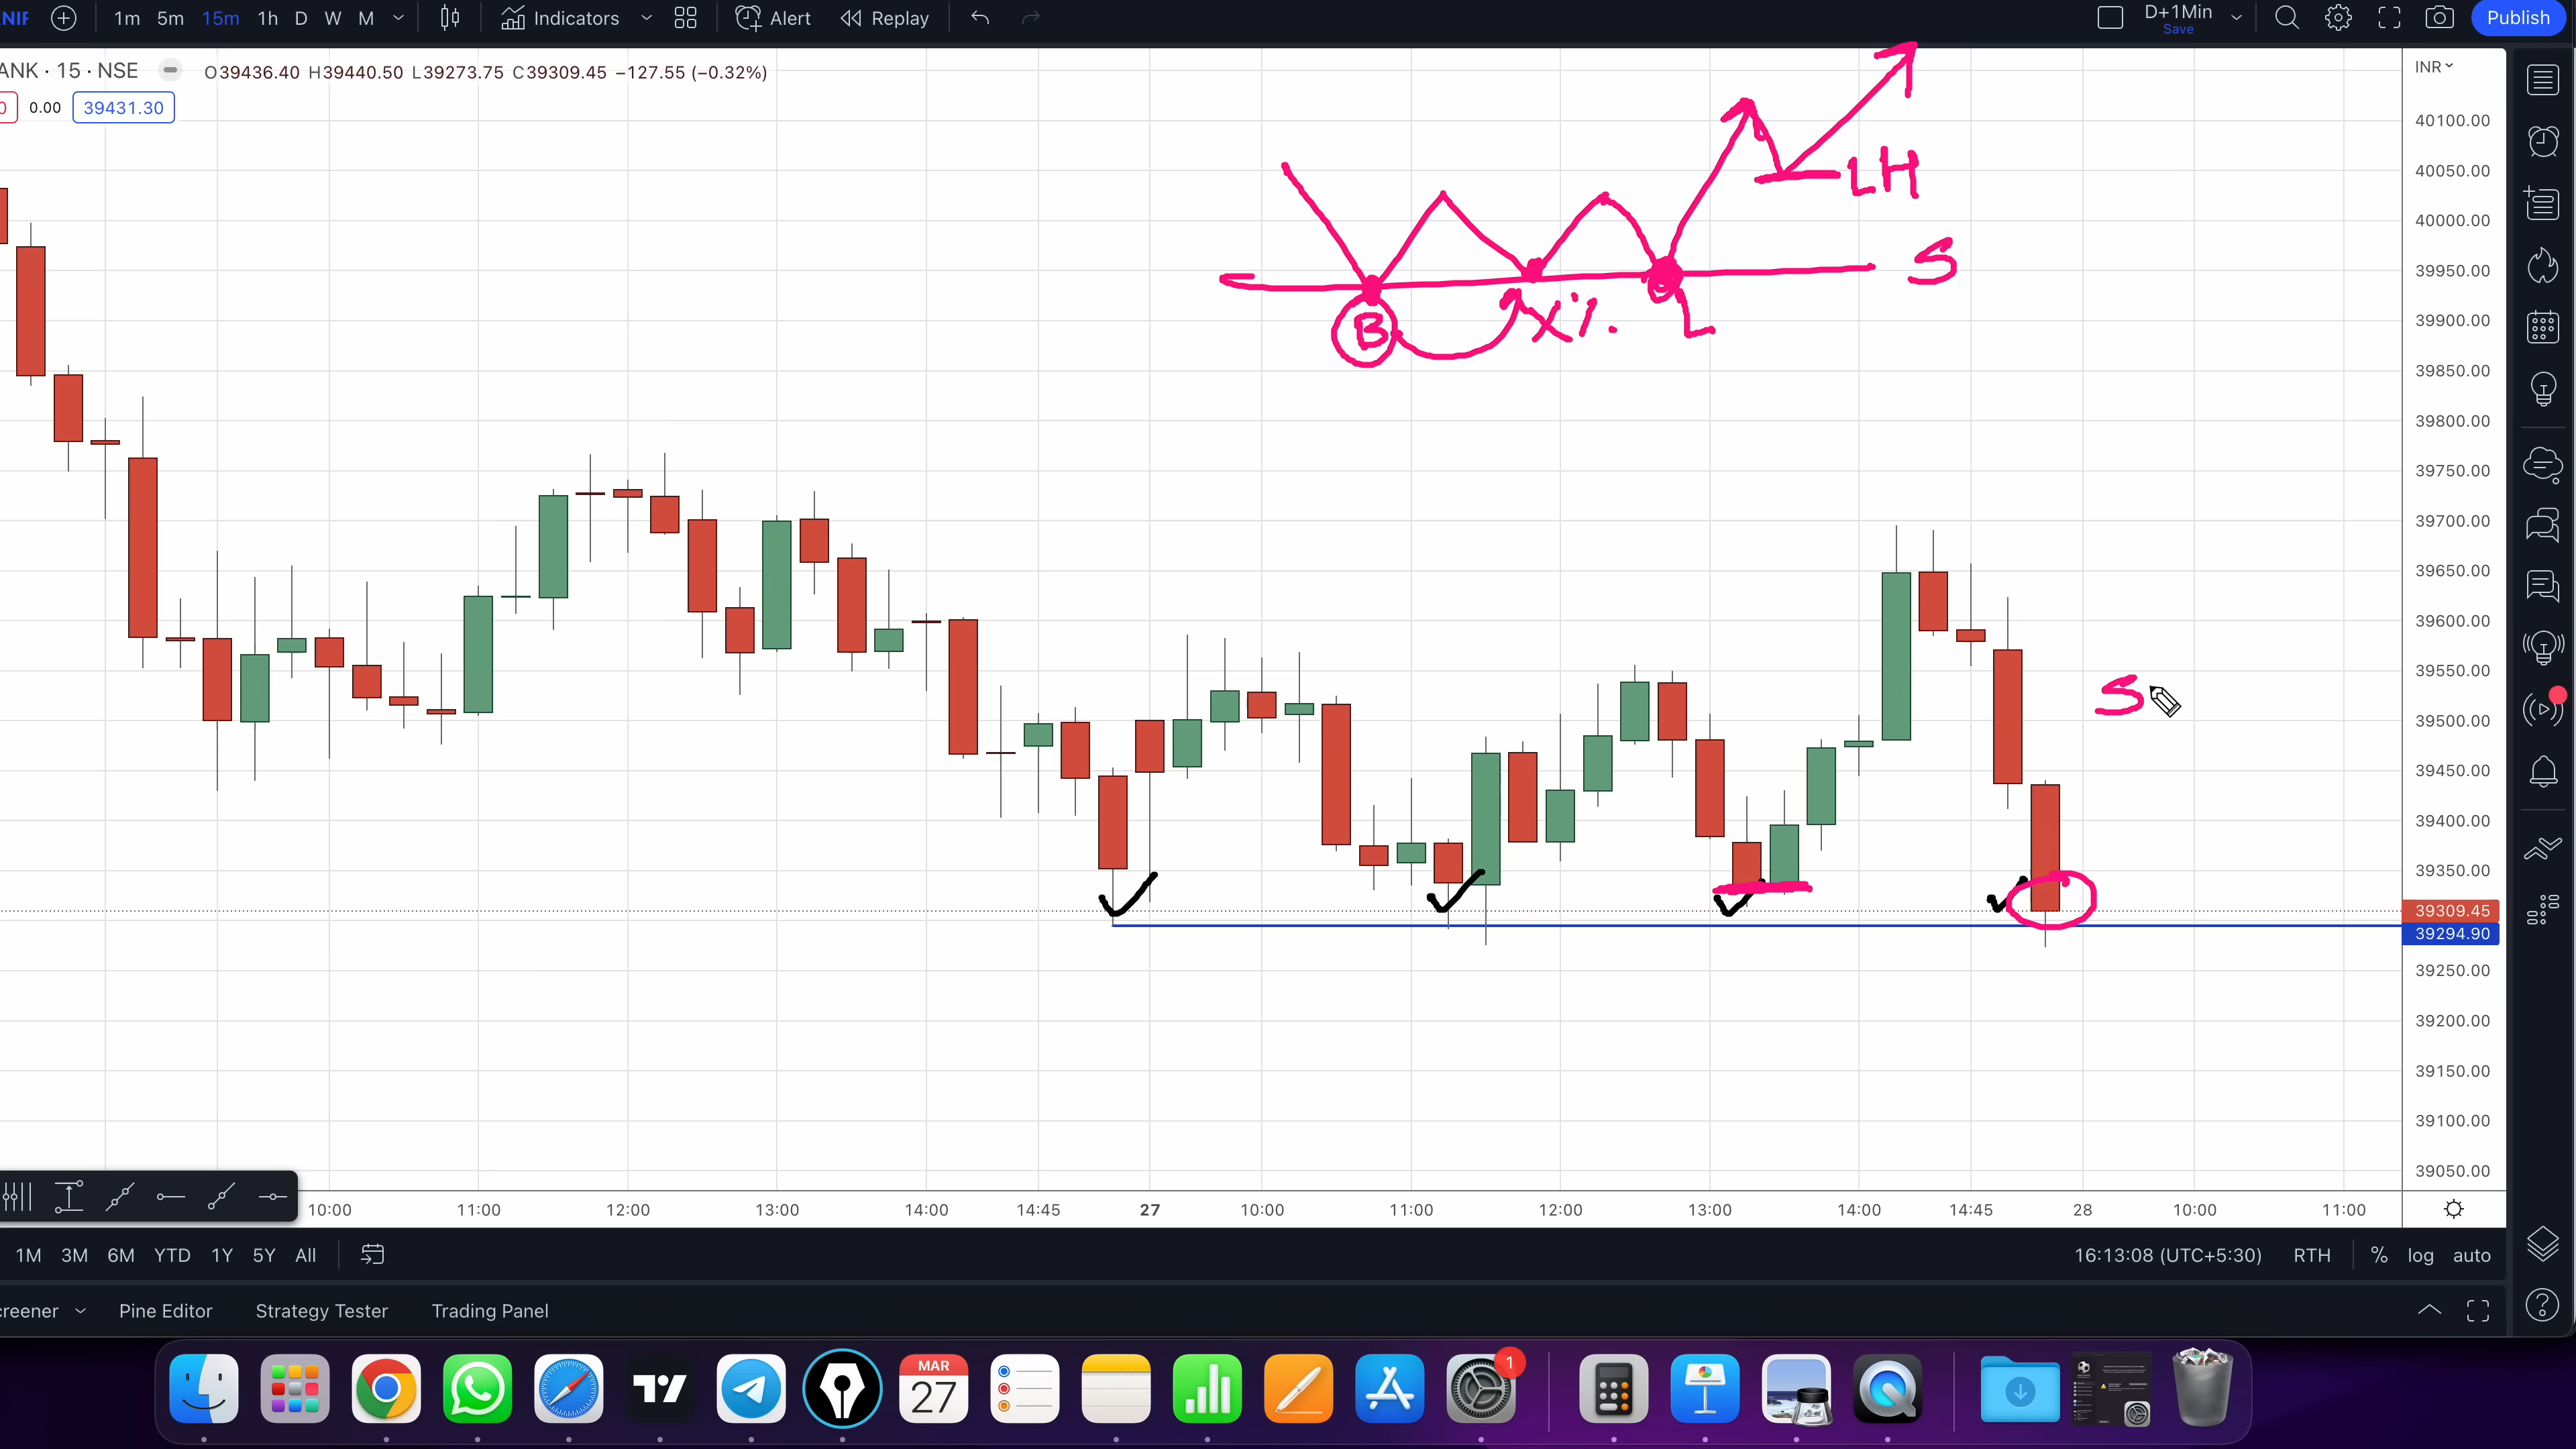 NIF 1m 5m 15m 1h D W M Indicators Alert Replay D+1Min Save Publish
ANK · 15 · NSE O39436.40 H39440.50 L39273.75 C39309.45 −127.55 (−0.32%)
0 0.00 39431.30
INR
40100.00
40050.00
40000.00
39950.00
39900.00
39850.00
39800.00
39750.00
39700.00
39650.00
39600.00
39550.00
39500.00
39450.00
39400.00
39350.00
39309.45
39294.90
39250.00
39200.00
39150.00
39100.00
39050.00
LH
S
B X%. L
S
10:00 11:00 12:00 13:00 14:00 14:45 27 10:00 11:00 12:00 13:00 14:00 14:45 28 10:00 11:00
1M 3M 6M YTD 1Y 5Y All 16:13:08 (UTC+5:30) RTH % log auto
creener Pine Editor Strategy Tester Trading Panel
MAR
27
1